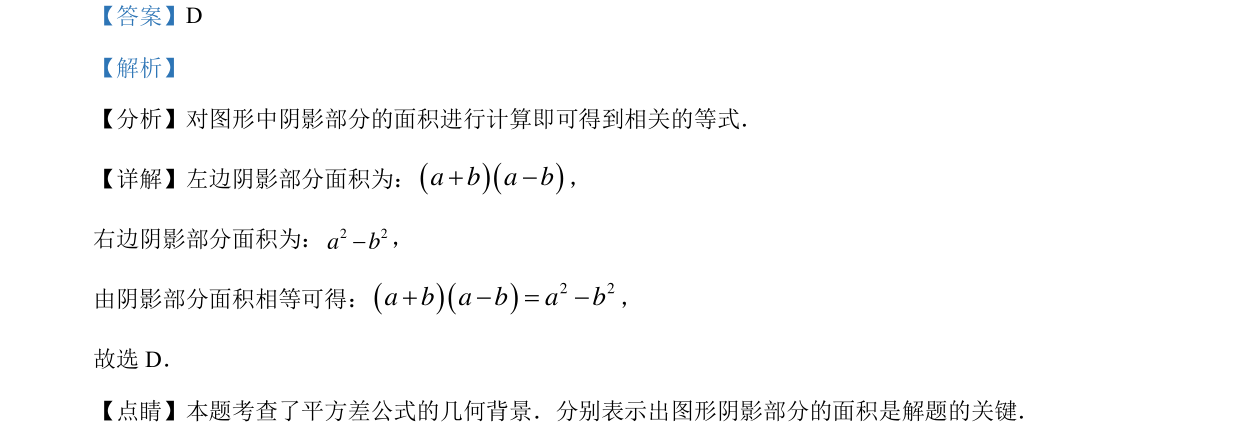 【答案】D
【解析】
【分析】对图形中阴影部分的面积进行计算即可得到相关的等式．
【详解】左边阴影部分面积为：(a+b)(a−b)，
右边阴影部分面积为：a²−b²，
由阴影部分面积相等可得：(a+b)(a−b)=a²−b²，
故选 D．
【点睛】本题考查了平方差公式的几何背景．分别表示出图形阴影部分的面积是解题的关键．